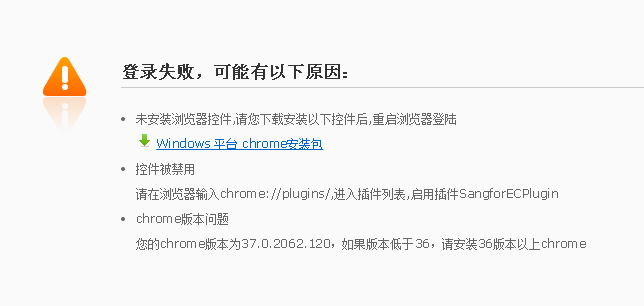 登录失败，可能有以下原因：
未安装浏览器控件,请您下载安装以下控件后,重启浏览器登陆
Windows 平台 chrome安装包
控件被禁用
请在浏览器输入chrome://plugins/,进入插件列表,启用插件SangforECPlugin
chrome版本问题
您的chrome版本为37.0.2062.120，如果版本低于36，请安装36版本以上chrome